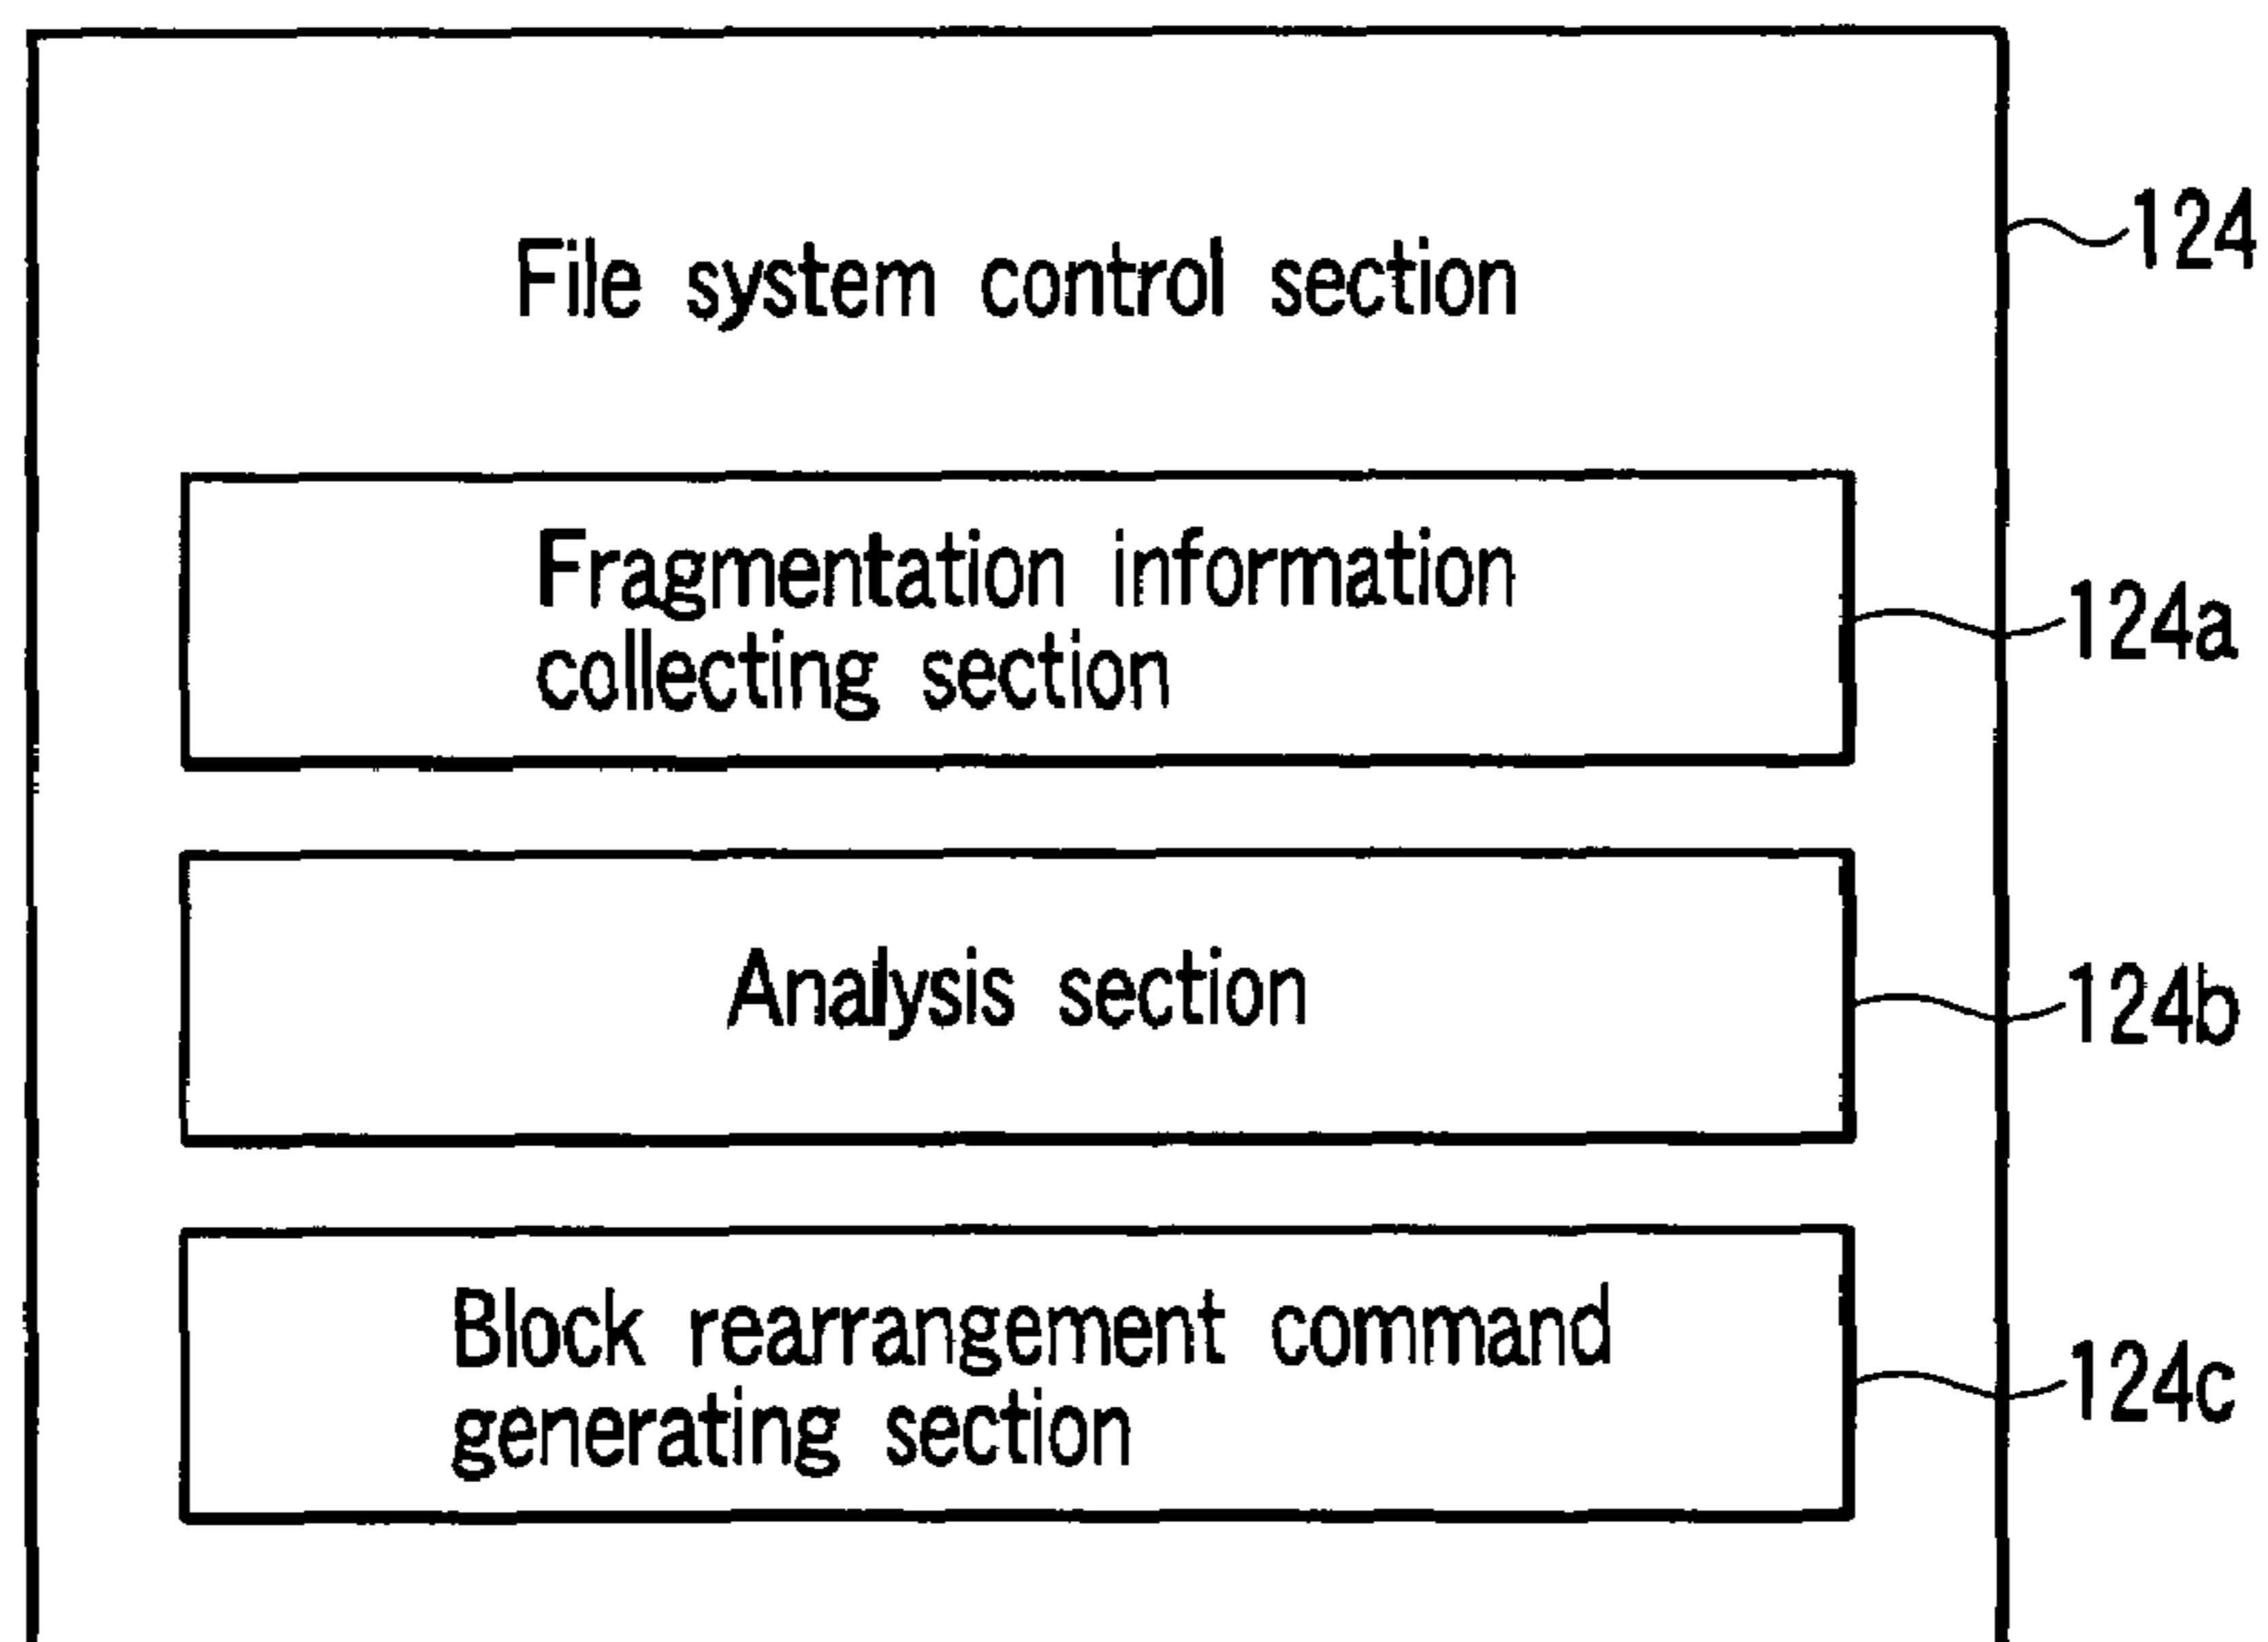 File system control section
124
Fragmentation information
collecting section
124a
Analysis section
124b
Block rearrangement command
generating section
124c